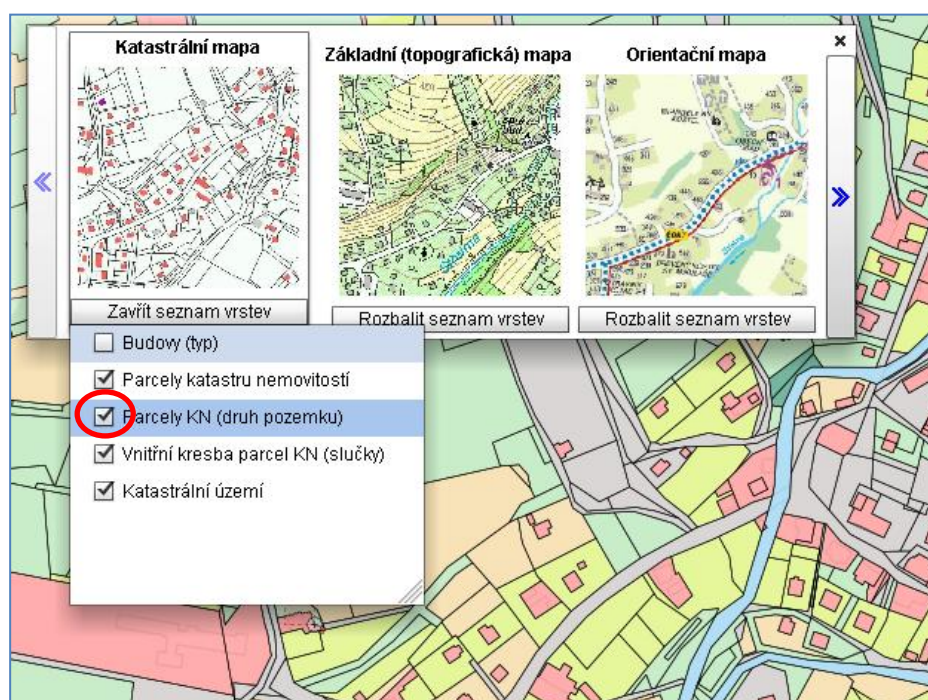 Katastrální mapa
Základní (topografická) mapa
Orientační mapa
Zavřít seznam vrstev
Rozbalit seznam vrstev
Rozbalit seznam vrstev
Budovy (typ)
Parcely katastru nemovitostí
Parcely KN (druh pozemku)
Vnitřní kresba parcel KN (slučky)
Katastrální území